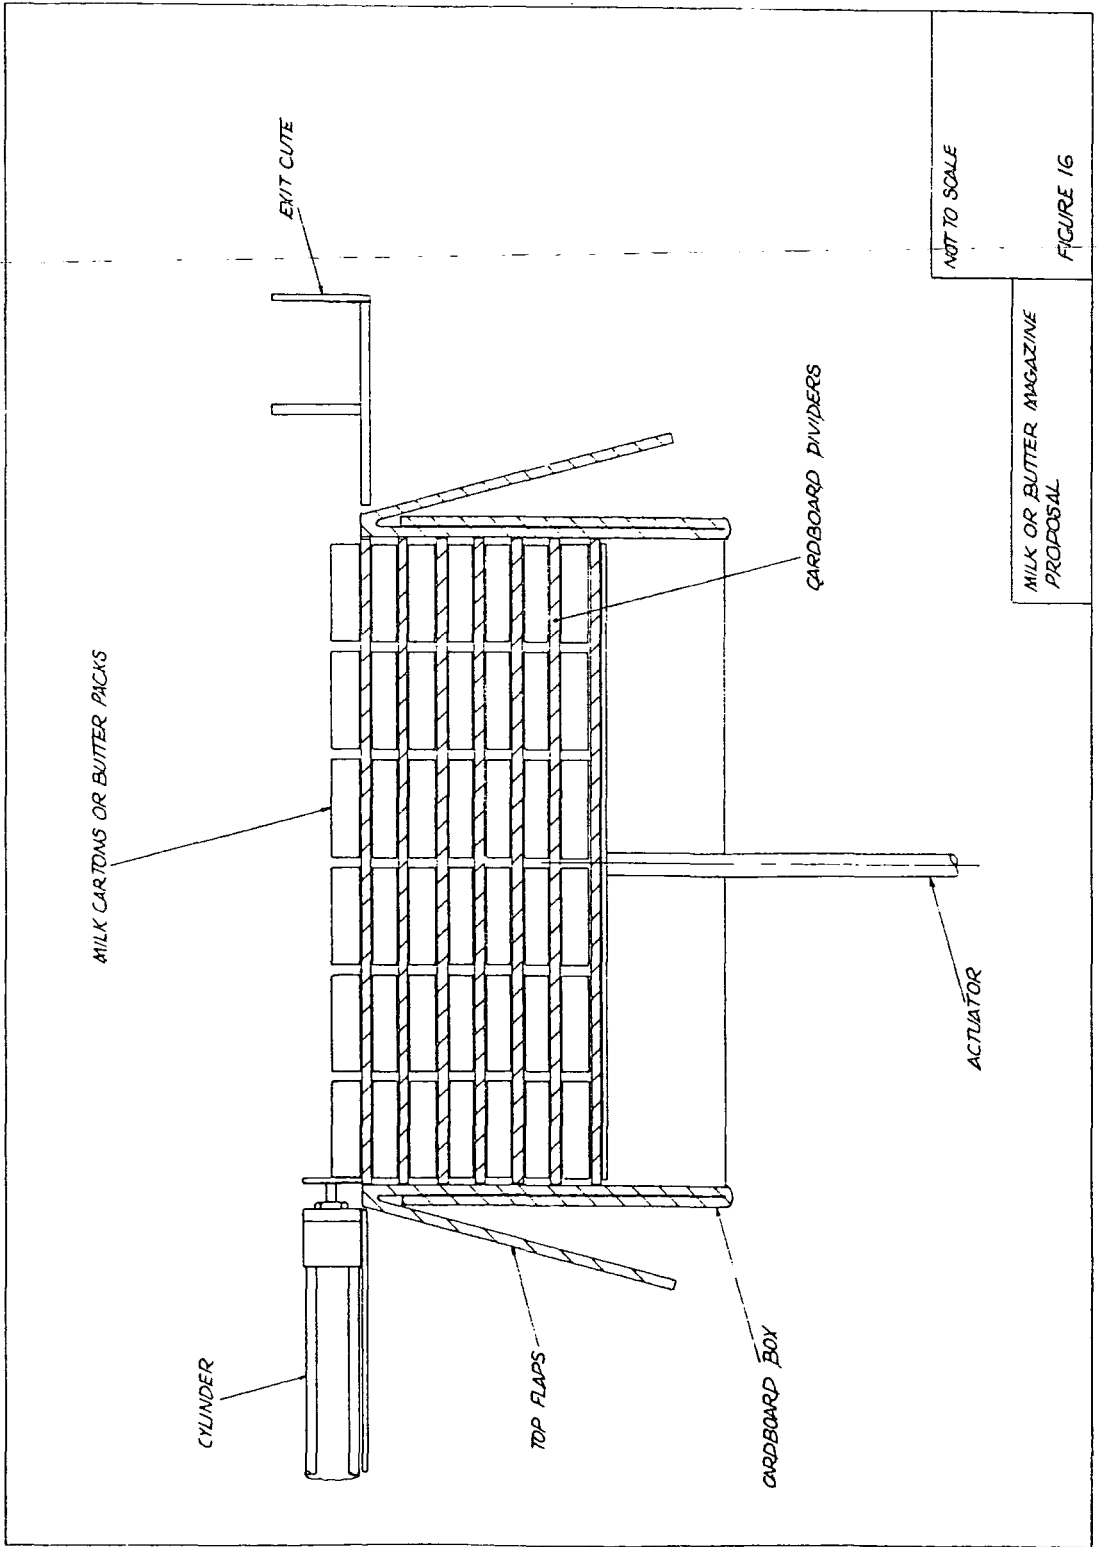 MILK CARTONS OR BUTTER PACKS
CYLINDER
EXIT CUTE
TOP FLAPS
CARDBOARD DIVIDERS
CARDBOARD BOX
ACTUATOR
MILK OR BUTTER MAGAZINE
PROPOSAL
NOT TO SCALE
FIGURE 16